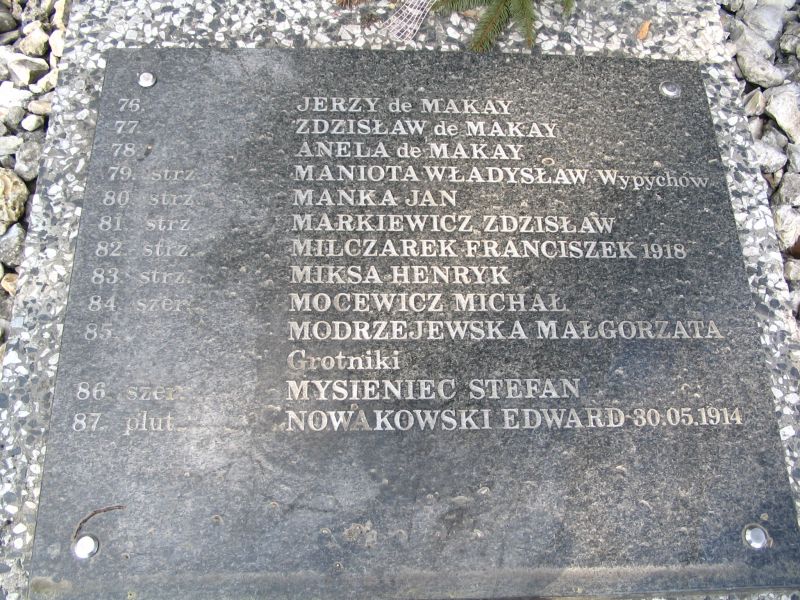 76. JERZY de MAKAY
77. ZDZISŁAW de MAKAY
78. ANELA de MAKAY
79. strz. MANIOTA WŁADYSŁAW Wypychów
80. strz. MANKA JAN
81. strz. MARKIEWICZ ZDZISŁAW
82. strz. MILCZAREK FRANCISZEK 1918
83. strz. MIKSA HENRYK
84. szer. MOCEWICZ MICHAŁ
85. MODRZEJEWSKA MAŁGORZATA
Grotniki
86. szer. MYSIENIEC STEFAN
87. plut. NOWAKOWSKI EDWARD 30.05.1914